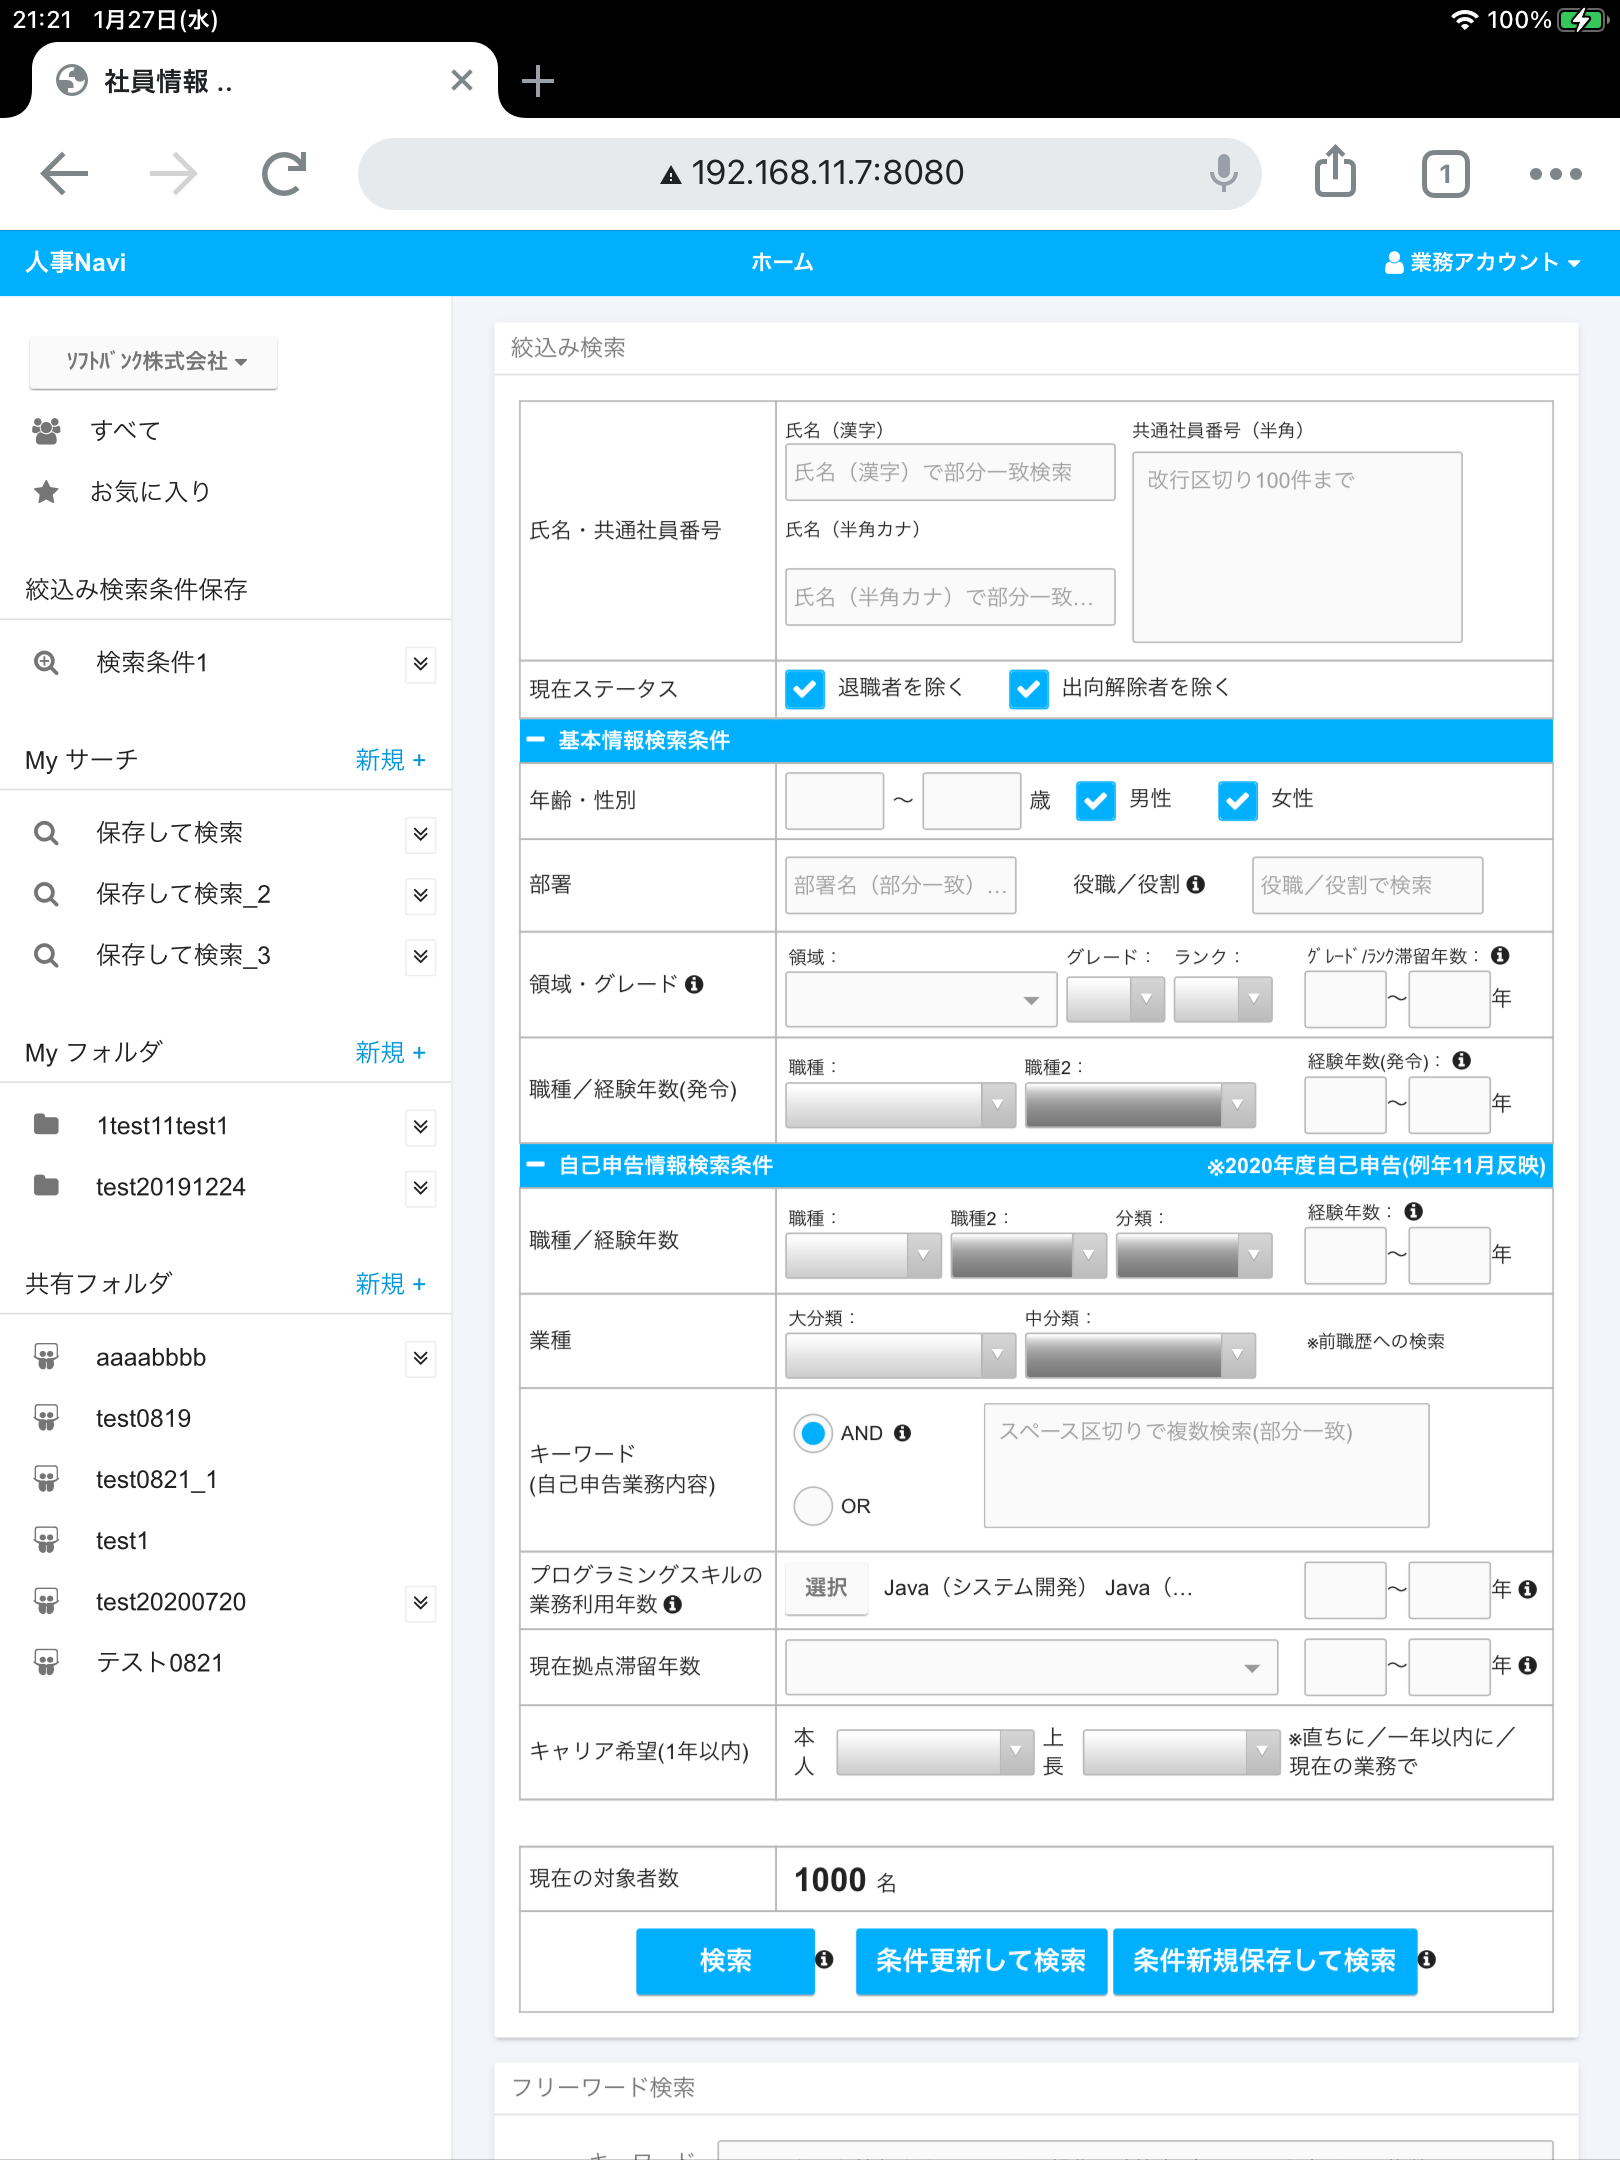 21:21 1月27日(水)
100%
社員情報 ..
192.168.11.7:8080
1
人事Navi
ホーム
業務アカウント
ｿﾌﾄﾊﾞﾝｸ株式会社
すべて
お気に入り
絞込み検索条件保存
検索条件1
My サーチ
新規 +
保存して検索
保存して検索_2
保存して検索_3
My フォルダ
新規 +
1test11test1
test20191224
共有フォルダ
新規 +
aaaabbbb
test0819
test0821_1
test1
test20200720
テスト0821
絞込み検索
氏名・共通社員番号
氏名（漢字）
氏名（漢字）で部分一致検索
氏名（半角カナ）
氏名（半角カナ）で部分一致…
共通社員番号（半角）
改行区切り100件まで
現在ステータス
退職者を除く
出向解除者を除く
基本情報検索条件
年齢・性別
～
歳
男性
女性
部署
部署名（部分一致）…
役職／役割
役職／役割で検索
領域・グレード
領域：
グレード：
ランク：
ｸﾞﾚｰﾄﾞ/ﾗﾝｸ滞留年数：
～
年
職種／経験年数(発令)
職種：
職種2：
経験年数(発令)：
～
年
自己申告情報検索条件
※2020年度自己申告(例年11月反映)
職種／経験年数
職種：
職種2：
分類：
経験年数：
～
年
業種
大分類：
中分類：
※前職歴への検索
キーワード
(自己申告業務内容)
AND
OR
スペース区切りで複数検索(部分一致)
プログラミングスキルの
業務利用年数
選択
Java（システム開発） Java（…
～
年
現在拠点滞留年数
～
年
キャリア希望(1年以内)
本
人
上
長
※直ちに／一年以内に／
現在の業務で
現在の対象者数
1000 名
検索
条件更新して検索
条件新規保存して検索
フリーワード検索